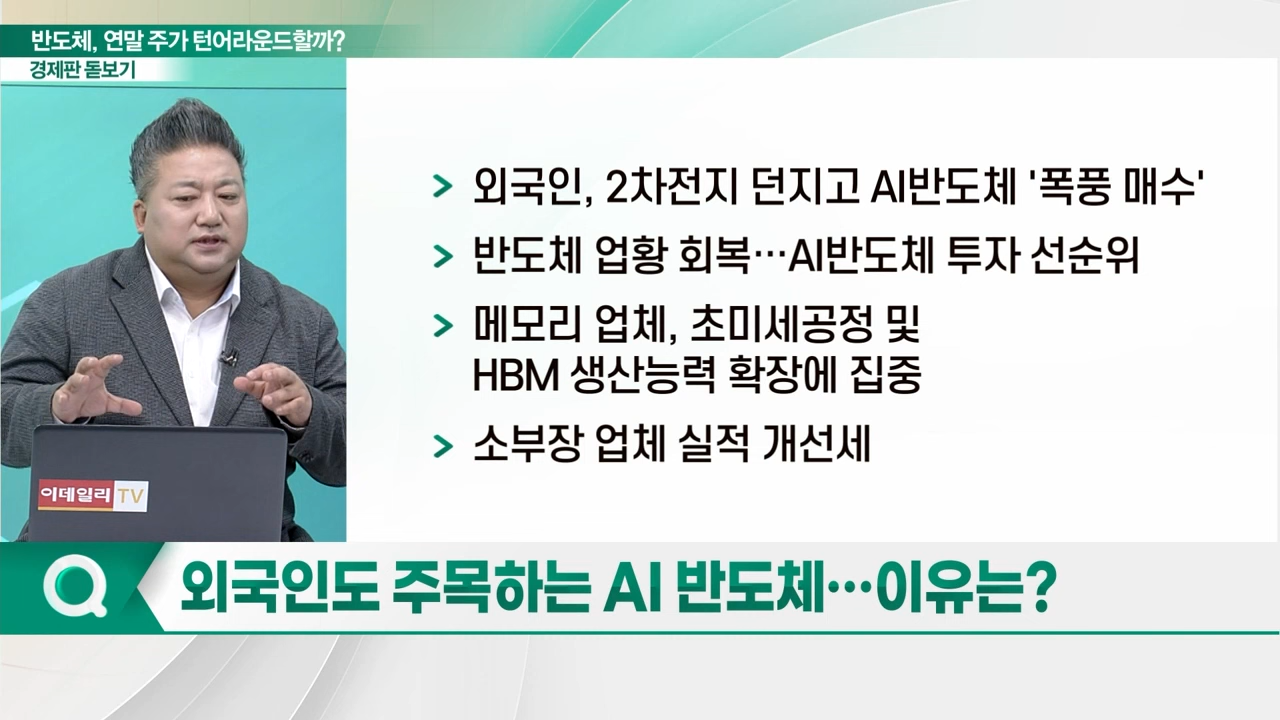 반도체, 연말 주가 턴어라운드할까?
경제판 돋보기
> 외국인, 2차전지 던지고 AI반도체 '폭풍 매수'
> 반도체 업황 회복…AI반도체 투자 선순위
> 메모리 업체, 초미세공정 및
HBM 생산능력 확장에 집중
> 소부장 업체 실적 개선세
이데일리 TV
Q 외국인도 주목하는 AI 반도체…이유는?